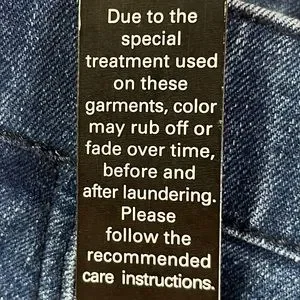 Due to the
special
treatment used
on these
garments, color
may rub off or
fade over time,
before and
after laundering.
Please
follow the
recommended
care instructions.